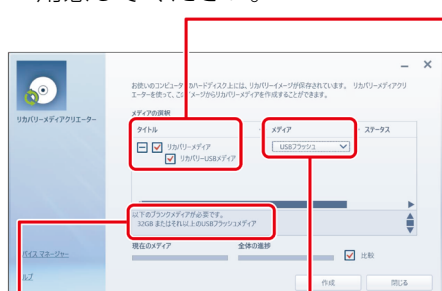 リカバリーメディアクリエーター
お使いのコンピューターのハードディスク上には、リカバリーイメージが保存されています。 リカバリーメディアクリ
エーターを使って、このイメージからリカバリーメディアを作成することができます。
メディアの選択
タイトル メディア ステータス
リカバリーメディア USBフラッシュ
リカバリーUSBメディア
以下のブランクメディアが必要です。
32GB またはそれ以上のUSBフラッシュメディア
現在のメディア 全体の進捗
比較
デバイス マネージャー
ヘルプ
作成 閉じる